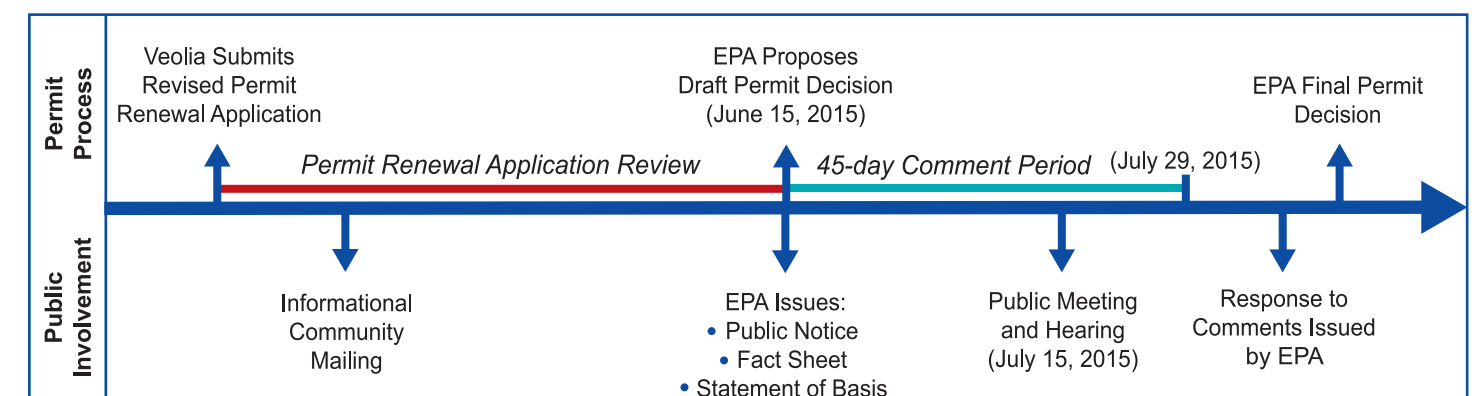 Permit
Process
Veolia Submits
Revised Permit
Renewal Application
EPA Proposes
Draft Permit Decision
(June 15, 2015)
EPA Final Permit
Decision
Permit Renewal Application Review
45-day Comment Period
(July 29, 2015)
Public
Involvement
Informational
Community
Mailing
EPA Issues:
• Public Notice
• Fact Sheet
• Statement of Basis
Public Meeting
and Hearing
(July 15, 2015)
Response to
Comments Issued
by EPA